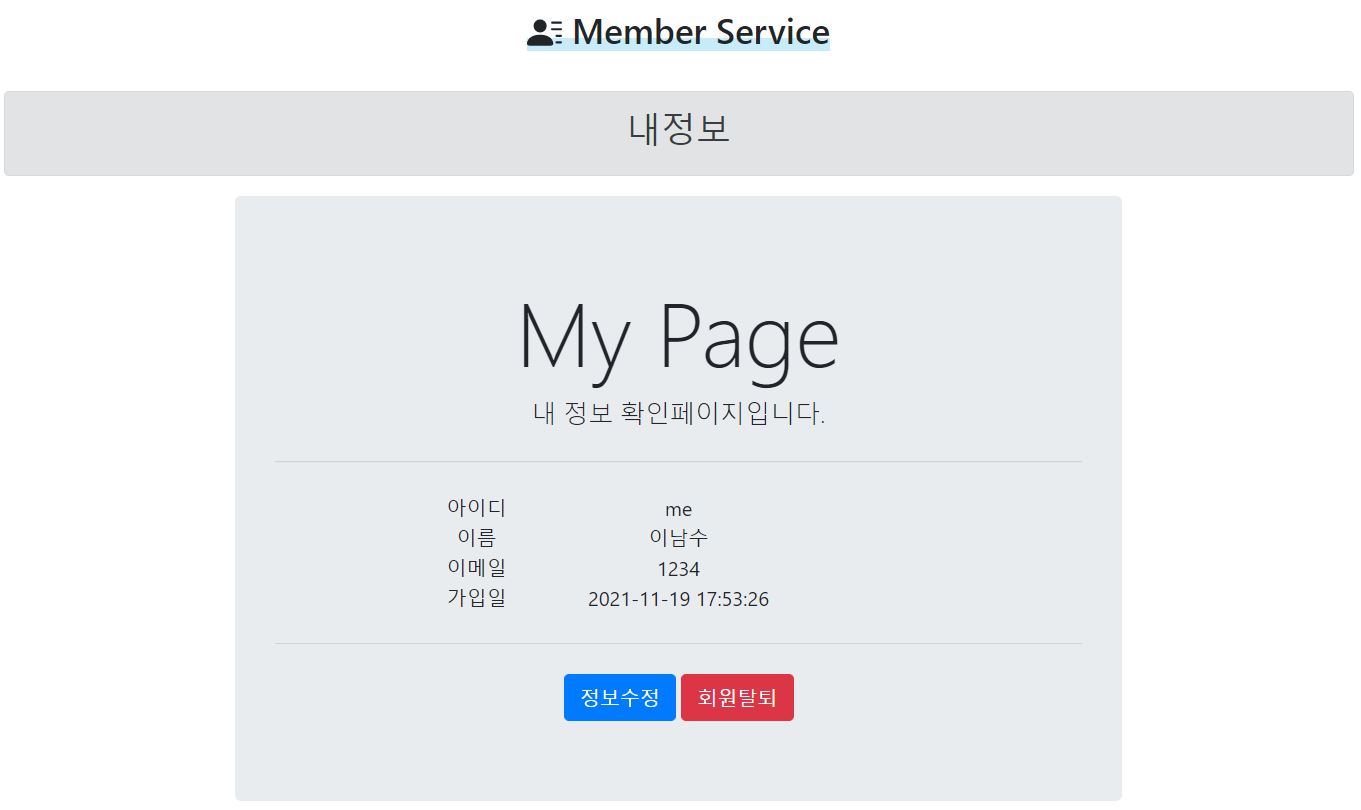 Member Service
내정보
My Page
내 정보 확인페이지입니다.
아이디 me
이름 이남수
이메일 1234
가입일 2021-11-19 17:53:26
정보수정 회원탈퇴